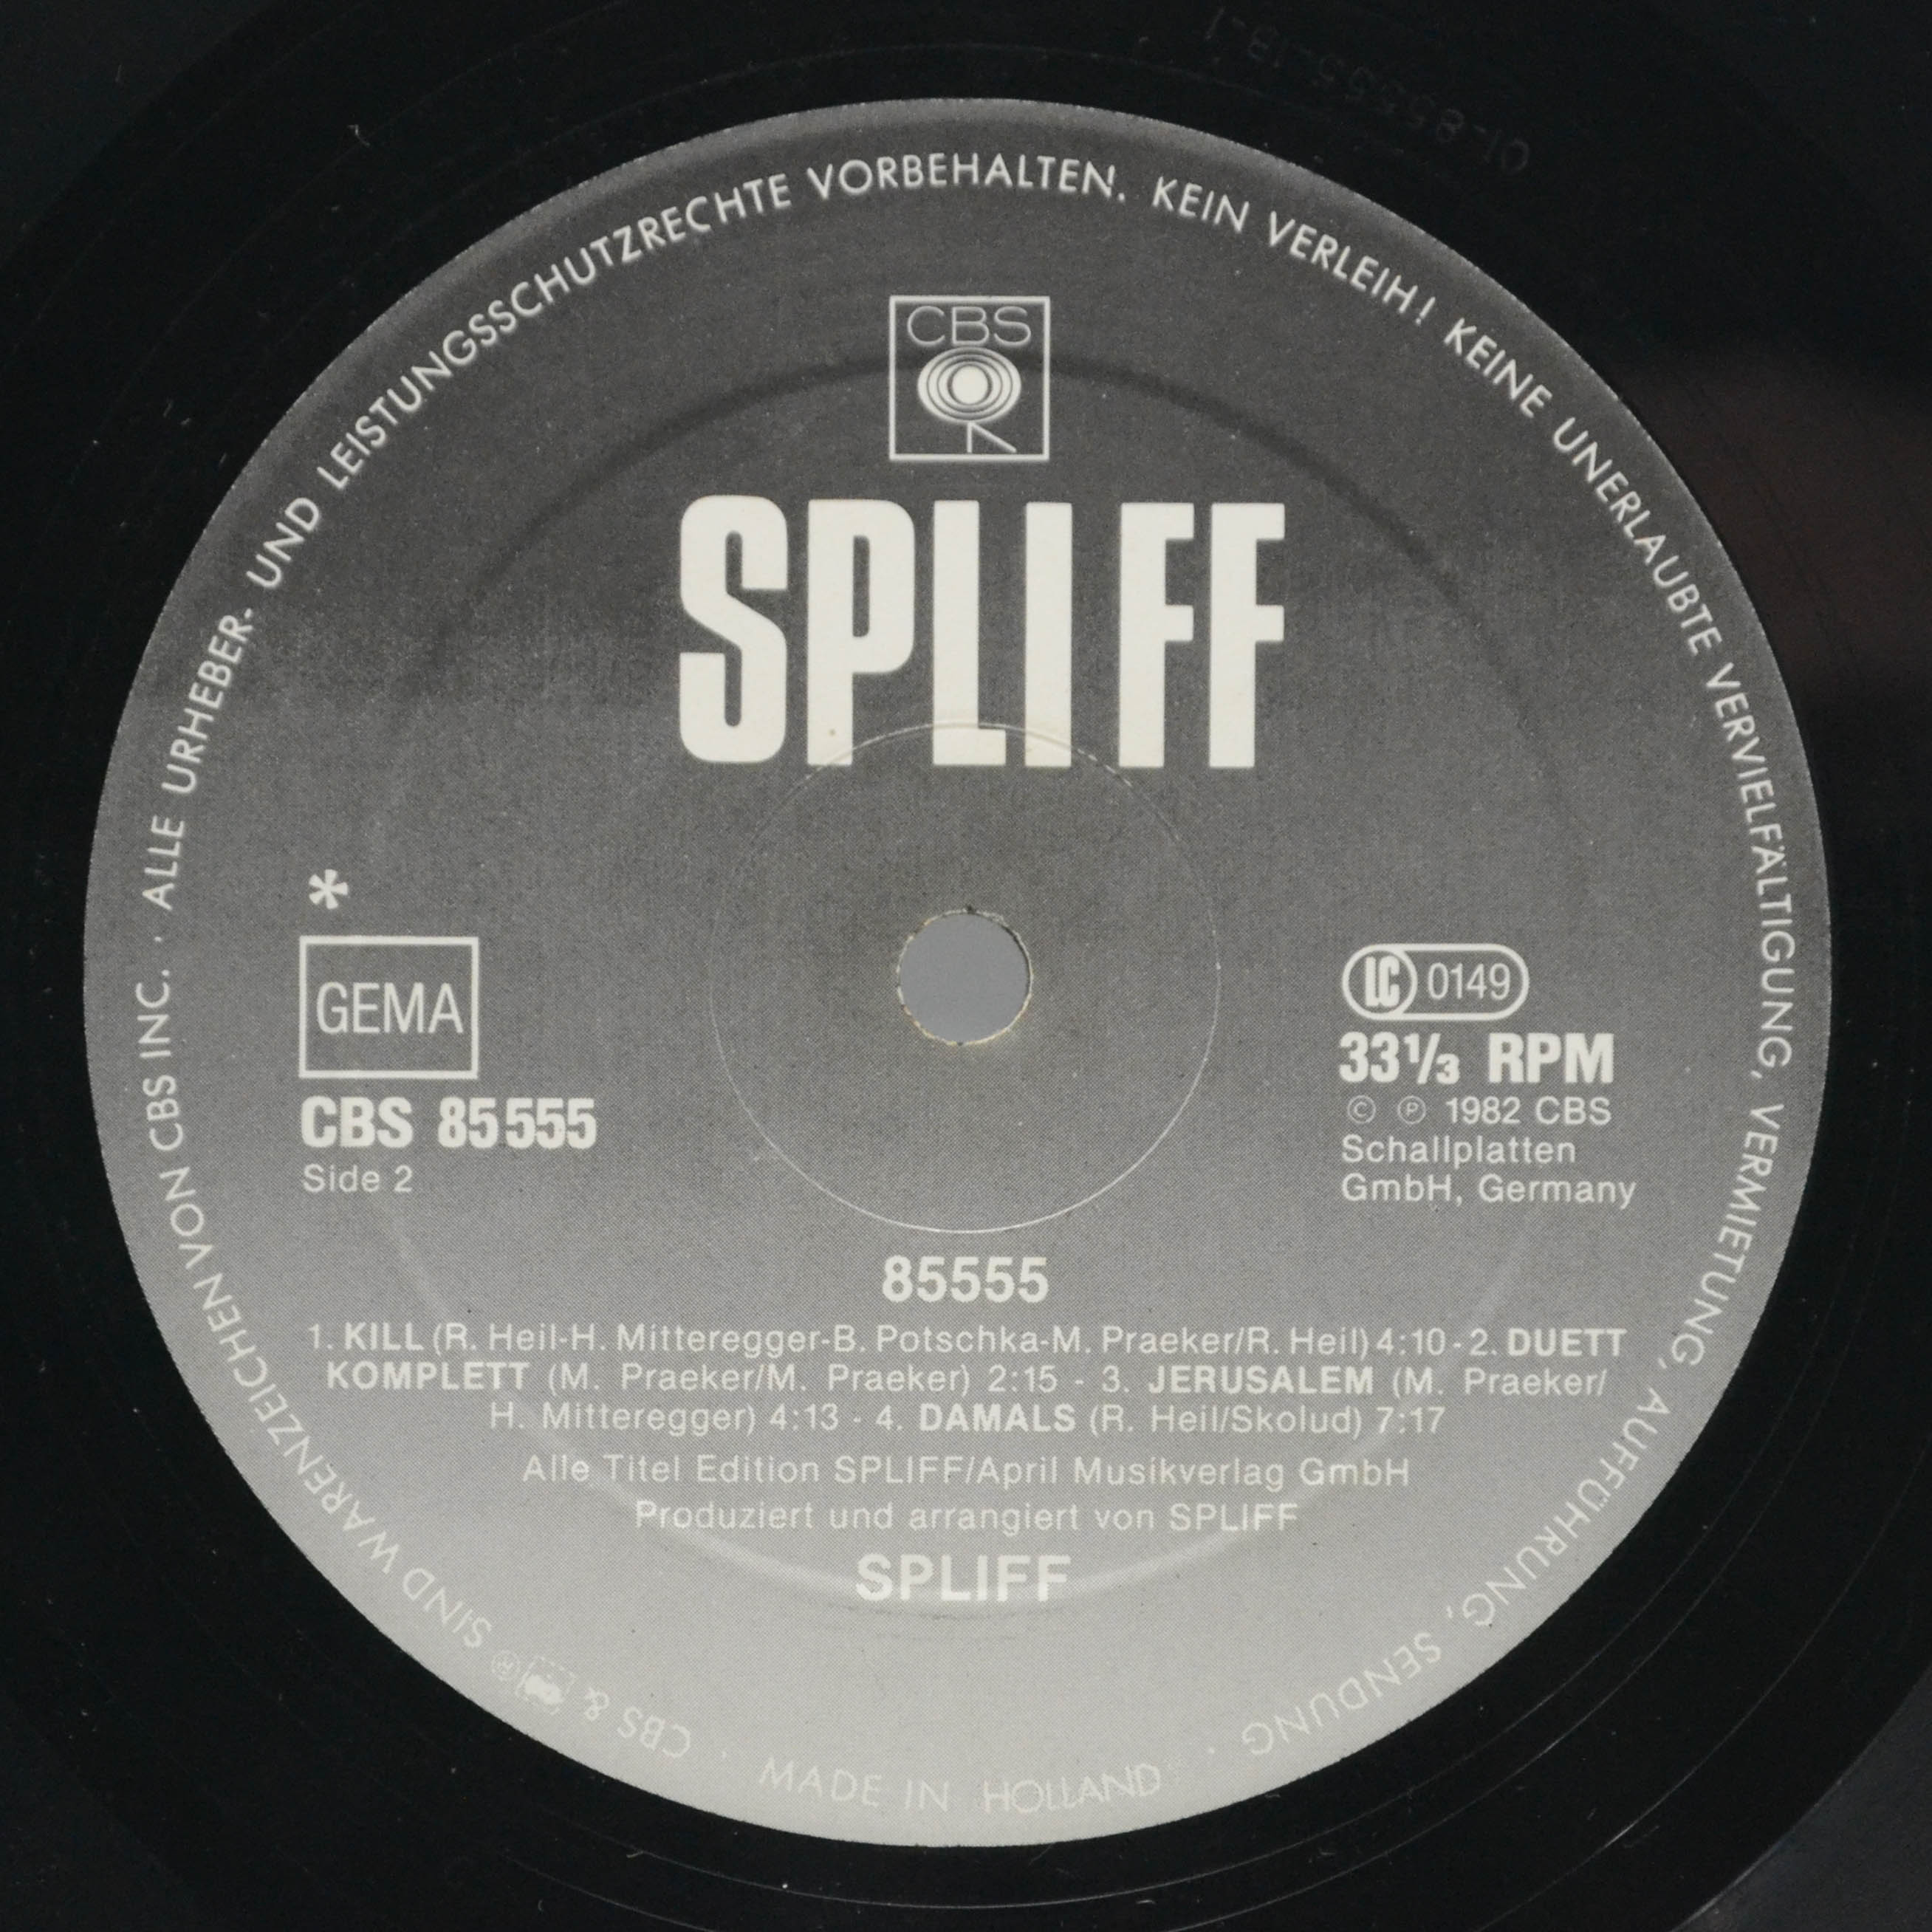 01-85555-1B-1
CBS & ® SIND WARENZEICHEN VON CBS INC. · ALLE URHEBER- UND LEISTUNGSSCHUTZRECHTE VORBEHALTEN. KEIN VERLEIH! KEINE UNERLAUBTE VERVIELFÄLTIGUNG, VERMIETUNG, AUFFÜHRUNG, SENDUNG ·
CBS
SPLIFF
*
GEMA
CBS 85555
Side 2
LC 0149
33⅓ RPM
© ℗ 1982 CBS
Schallplatten
GmbH, Germany
85555
1. KILL (R. Heil-H. Mitteregger-B. Potschka-M. Praeker/R. Heil) 4:10 - 2. DUETT
KOMPLETT (M. Praeker/M. Praeker) 2:15 - 3. JERUSALEM (M. Praeker/
H. Mitteregger) 4:13 - 4. DAMALS (R. Heil/Skolud) 7:17
Alle Titel Edition SPLIFF/April Musikverlag GmbH
Produziert und arrangiert von SPLIFF
SPLIFF
MADE IN HOLLAND